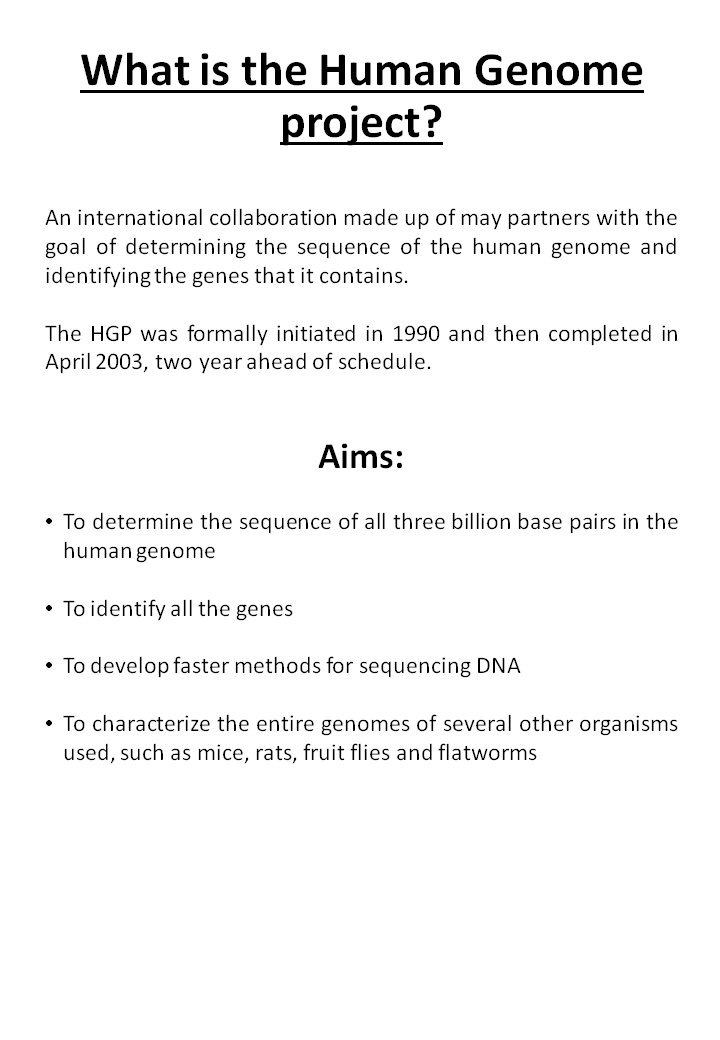 What is the Human Genome
project?
An international collaboration made up of may partners with the
goal of determining the sequence of the human genome and
identifying the genes that it contains.
The HGP was formally initiated in 1990 and then completed in
April 2003, two year ahead of schedule.
Aims:
• To determine the sequence of all three billion base pairs in the
human genome
• To identify all the genes
• To develop faster methods for sequencing DNA
• To characterize the entire genomes of several other organisms
used, such as mice, rats, fruit flies and flatworms